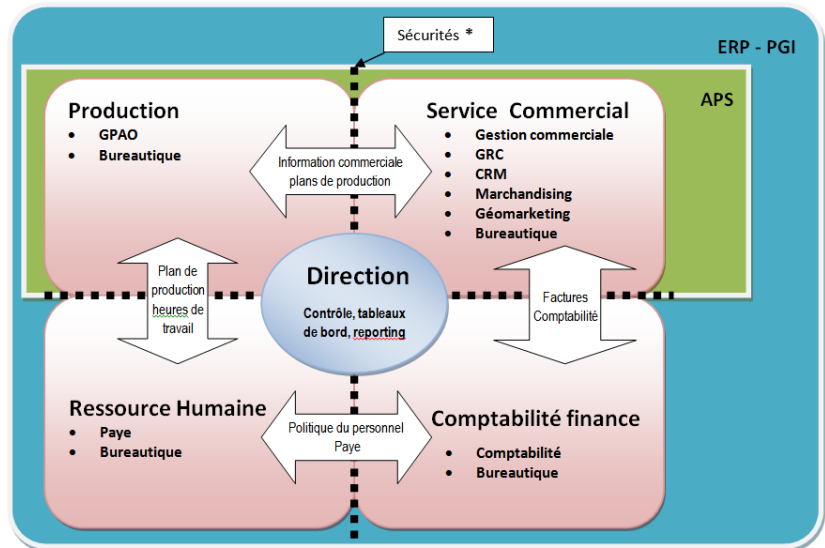 Sécurités *
ERP - PGI
APS
Production
• GPAO
• Bureautique
Service Commercial
• Gestion commerciale
• GRC
• CRM
• Marchandising
• Géomarketing
• Bureautique
Information commerciale
plans de production
Direction
Contrôle, tableaux
de bord, reporting
Plan de
production
heures de
travail
Factures
Comptabilité
Ressource Humaine
• Paye
• Bureautique
Politique du personnel
Paye
Comptabilité finance
• Comptabilité
• Bureautique